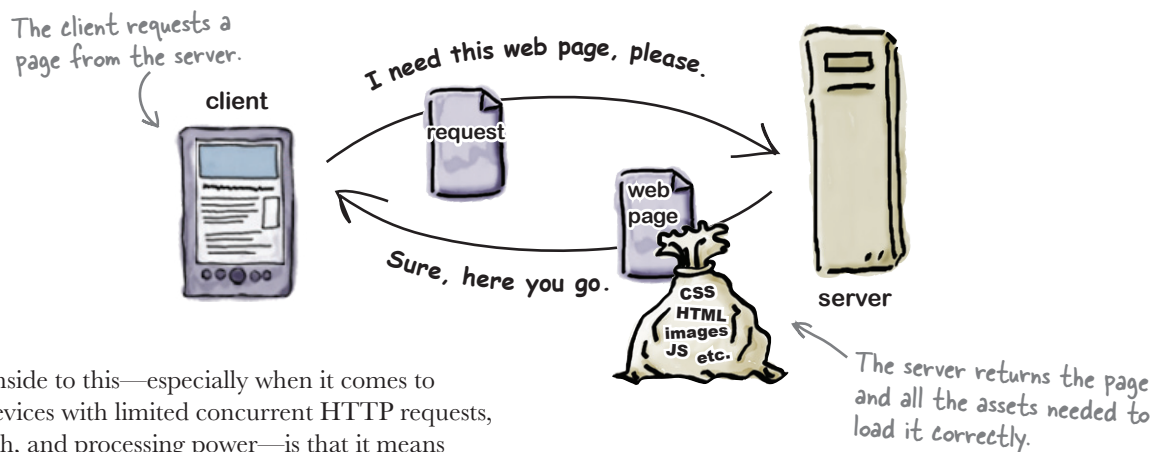 The client requests a
page from the server.
client
I need this web page, please.
request
web
page
Sure, here you go.
CSS
HTML
images
JS etc.
server
The server returns the page
and all the assets needed to
load it correctly.
nside to this—especially when it comes to
evices with limited concurrent HTTP requests,
h, and processing power—is that it means